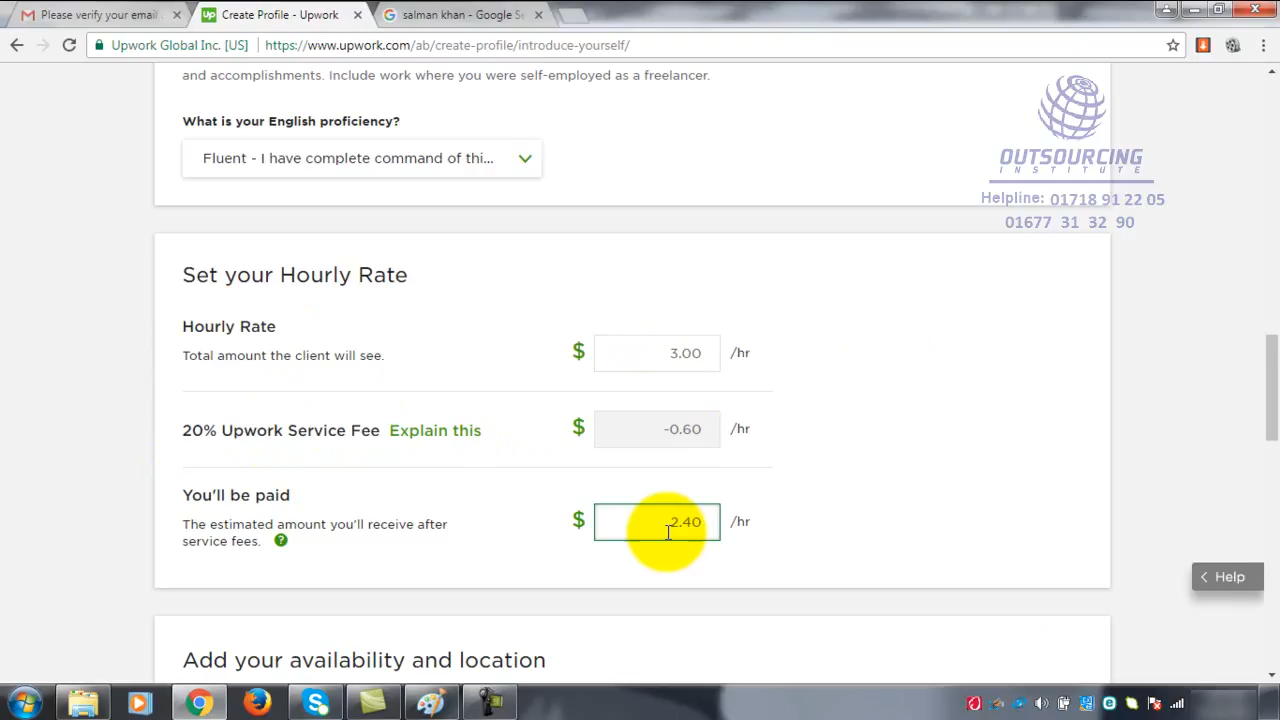 Please verify your email
Create Profile - Upwork
salman khan - Google Se
Upwork Global Inc. [US]
https://www.upwork.com/ab/create-profile/introduce-yourself/
and accomplishments. Include work where you were self-employed as a freelancer.
What is your English proficiency?
Fluent - I have complete command of thi...
OUTSOURCING
INSTITUTE
Helpline: 01718 91 22 05
01677 31 32 90
Set your Hourly Rate
Hourly Rate
Total amount the client will see.
$ 3.00 /hr
20% Upwork Service Fee Explain this
$ -0.60 /hr
You'll be paid
The estimated amount you'll receive after
service fees. ?
$ 2.40 /hr
Help
Add your availability and location